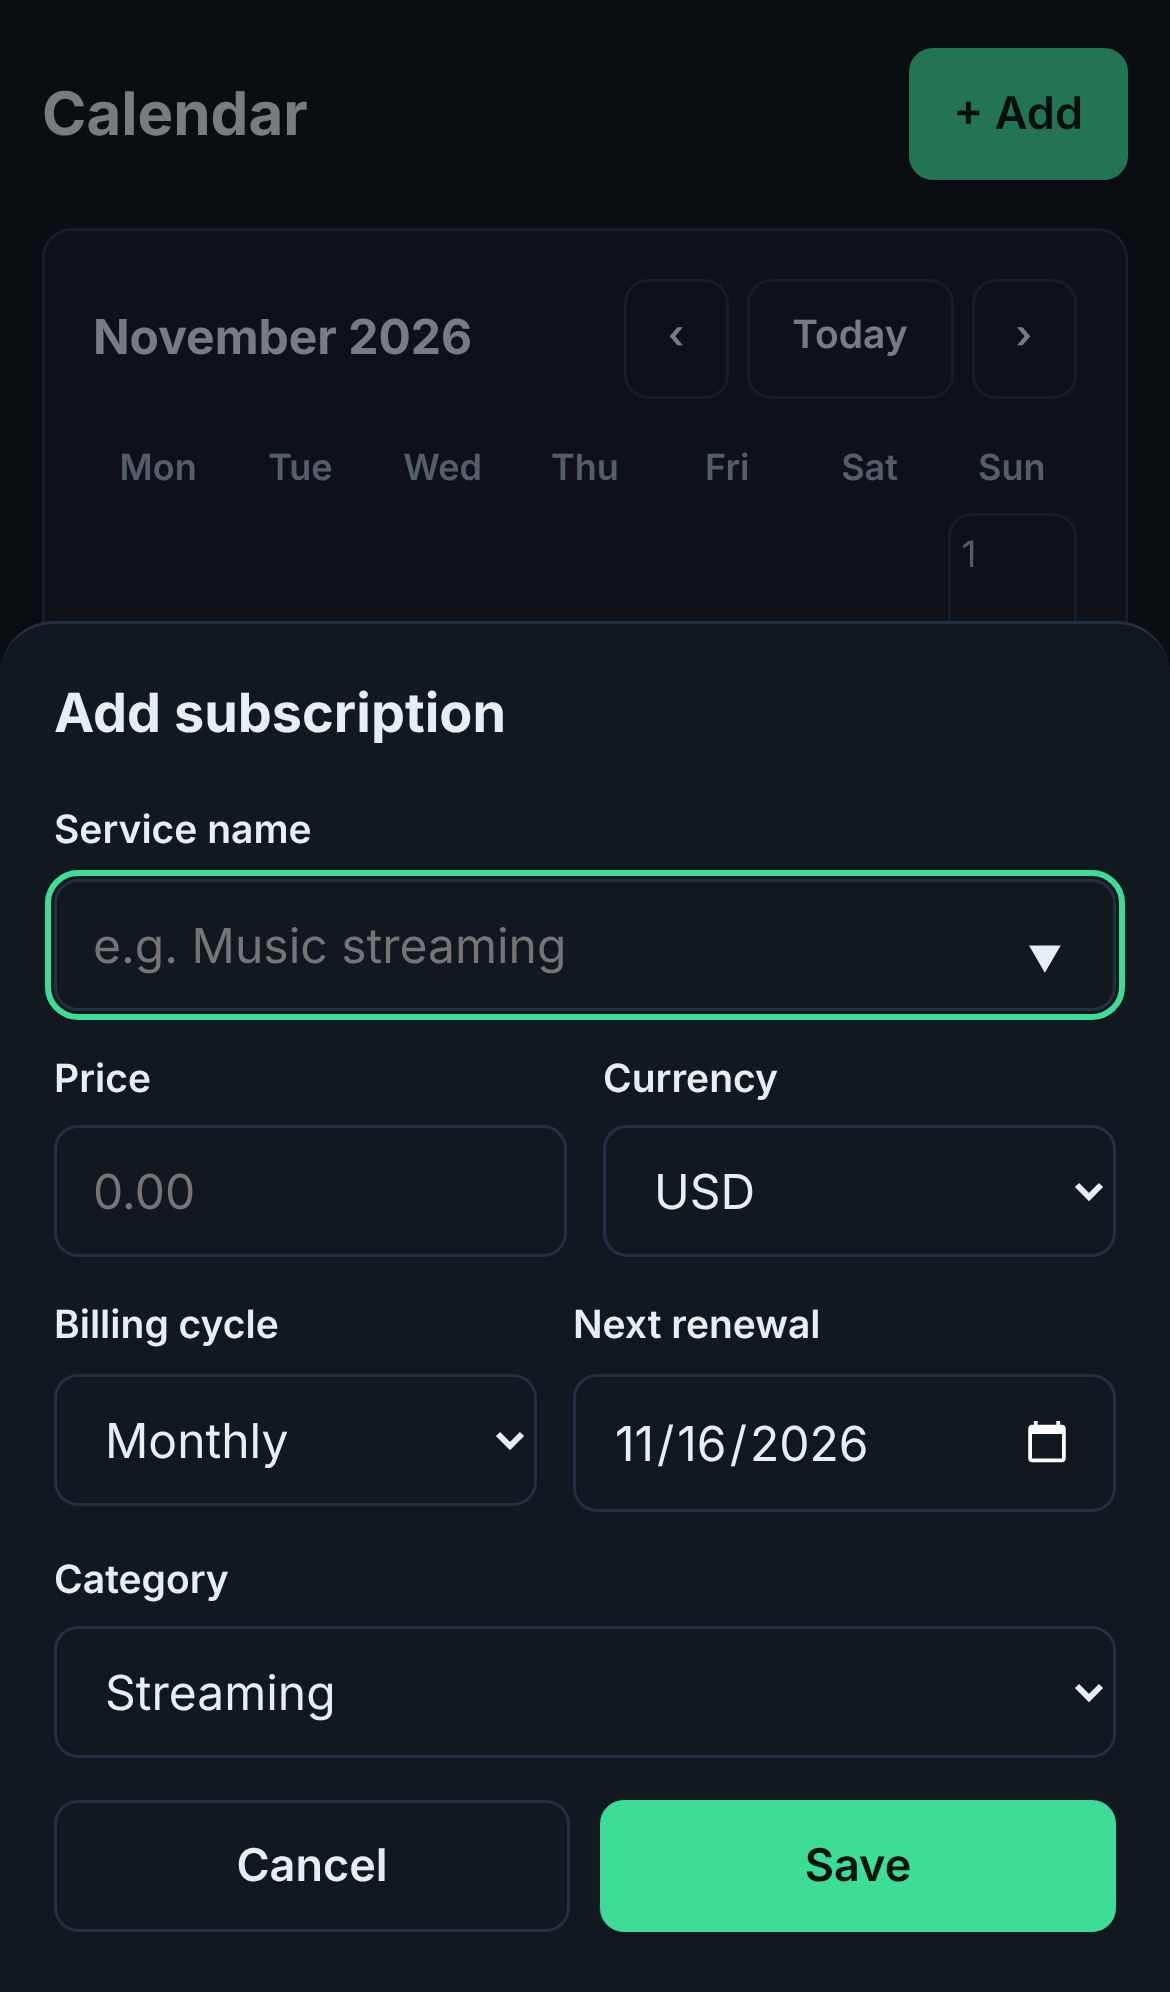 Calendar
+ Add
November 2026
‹ Today ›
Mon Tue Wed Thu Fri Sat Sun
1
Add subscription
Service name
e.g. Music streaming
Price Currency
0.00 USD
Billing cycle Next renewal
Monthly 11/16/2026
Category
Streaming
Cancel Save